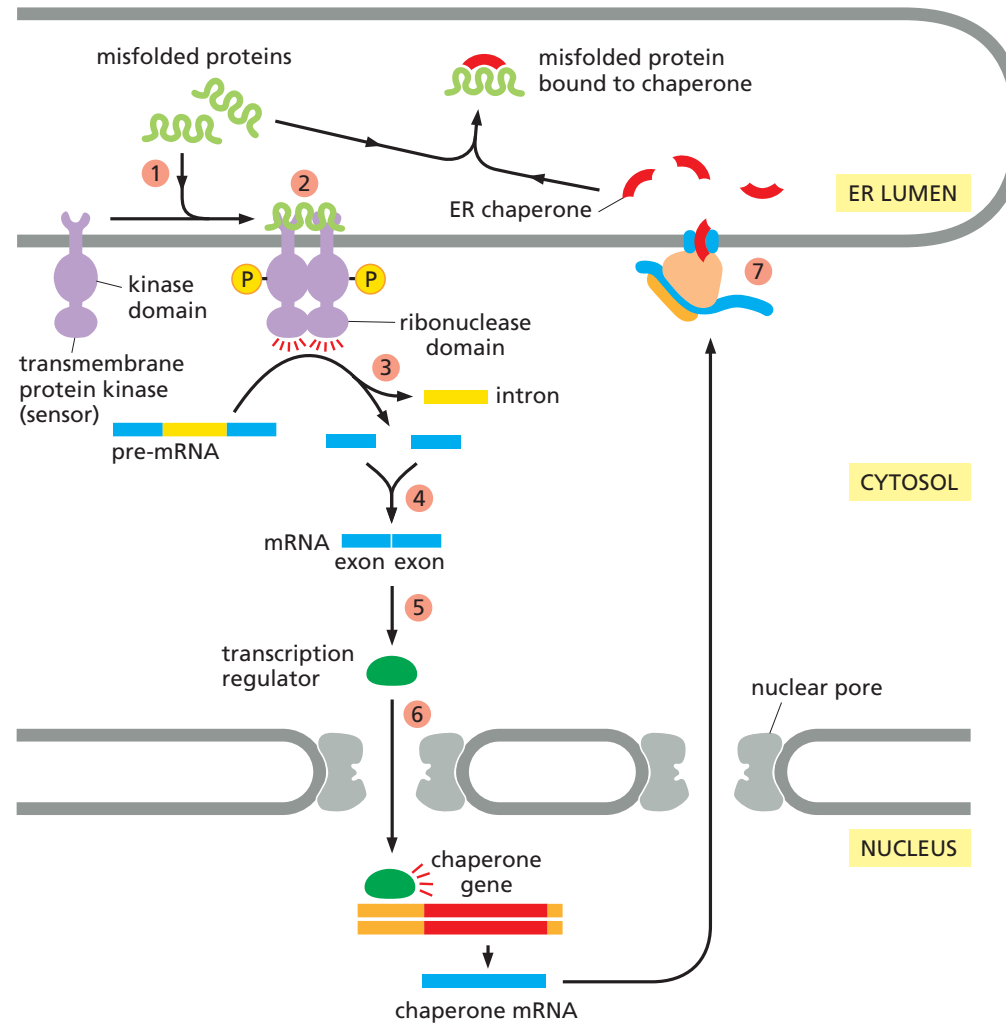 misfolded proteins
misfolded protein
bound to chaperone
1
2
ER chaperone
ER LUMEN
P
P
7
kinase
domain
ribonuclease
domain
transmembrane
protein kinase
(sensor)
3
intron
pre-mRNA
CYTOSOL
4
mRNA
exon exon
5
transcription
regulator
6
nuclear pore
NUCLEUS
chaperone
gene
chaperone mRNA